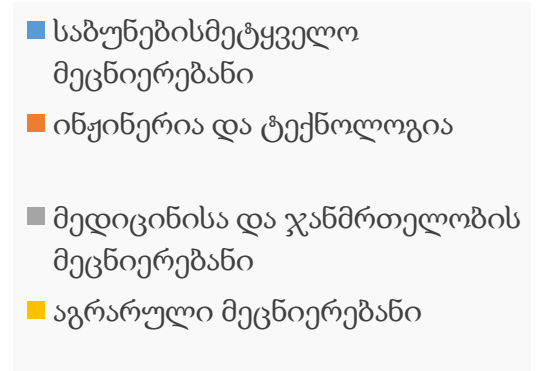 საბუნებისმეტყველო
მეცნიერებანი
ინჟინერია და ტექნოლოგია
მედიცინისა და ჯანმრთელობის
მეცნიერებანი
აგრარული მეცნიერებანი